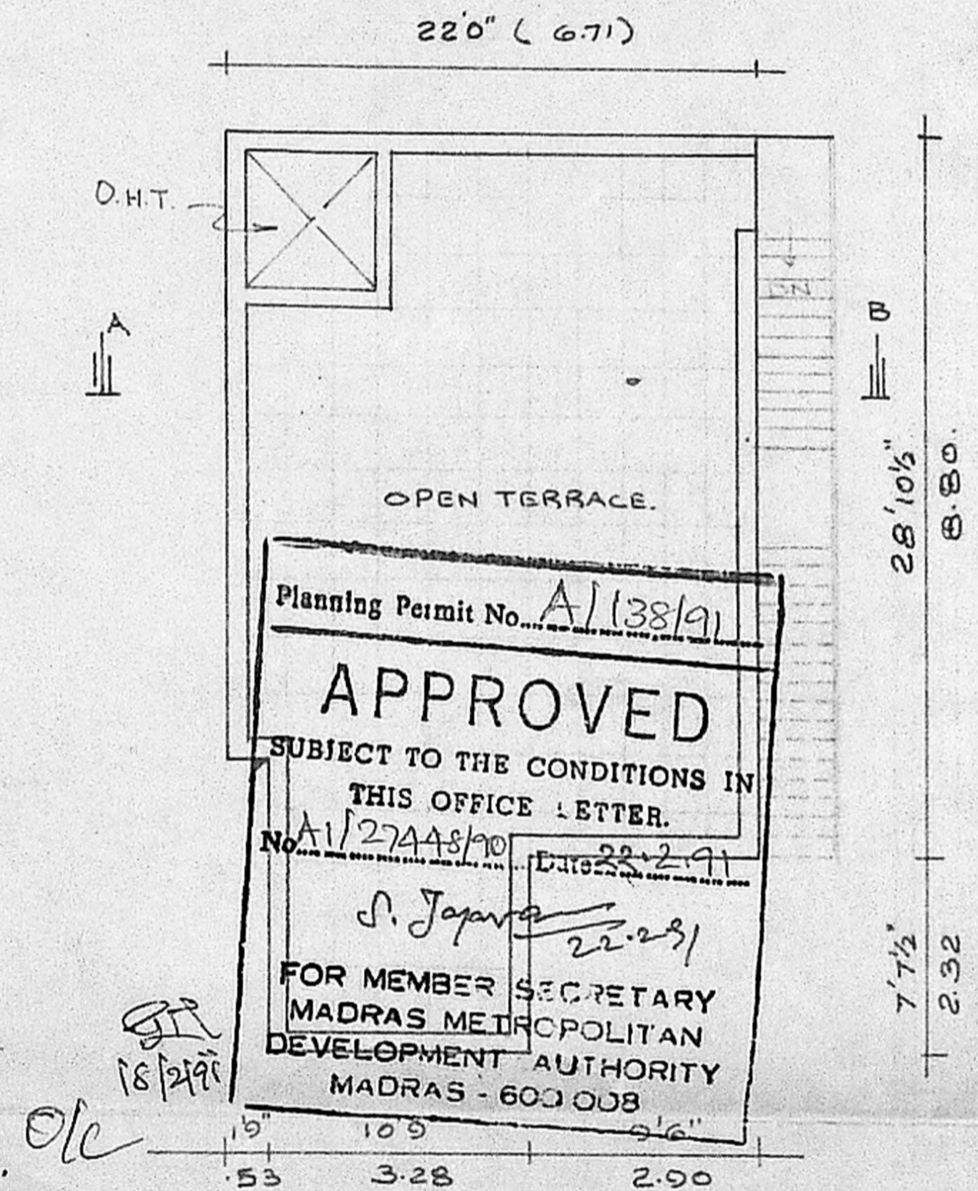 22'0" ( 6.71)
O.H.T.
DN
A
B
28'10½"
8.80.
OPEN TERRACE.
Planning Permit No. A/138/91
APPROVED
SUBJECT TO THE CONDITIONS IN
THIS OFFICE LETTER.
No A1/27448/90 Date 22.2.91
22.2.91
FOR MEMBER SECRETARY
MADRAS METROPOLITAN
DEVELOPMENT AUTHORITY
MADRAS - 600 008
7'7½"
2.32
18/2/91
O/C
10'9 9'6"
.53 3.28 2.90